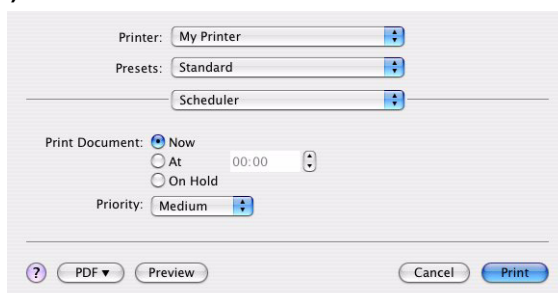 Printer: My Printer
Presets: Standard
Scheduler
Print Document: Now
At 00:00
On Hold
Priority: Medium
? PDF ▼ Preview Cancel Print